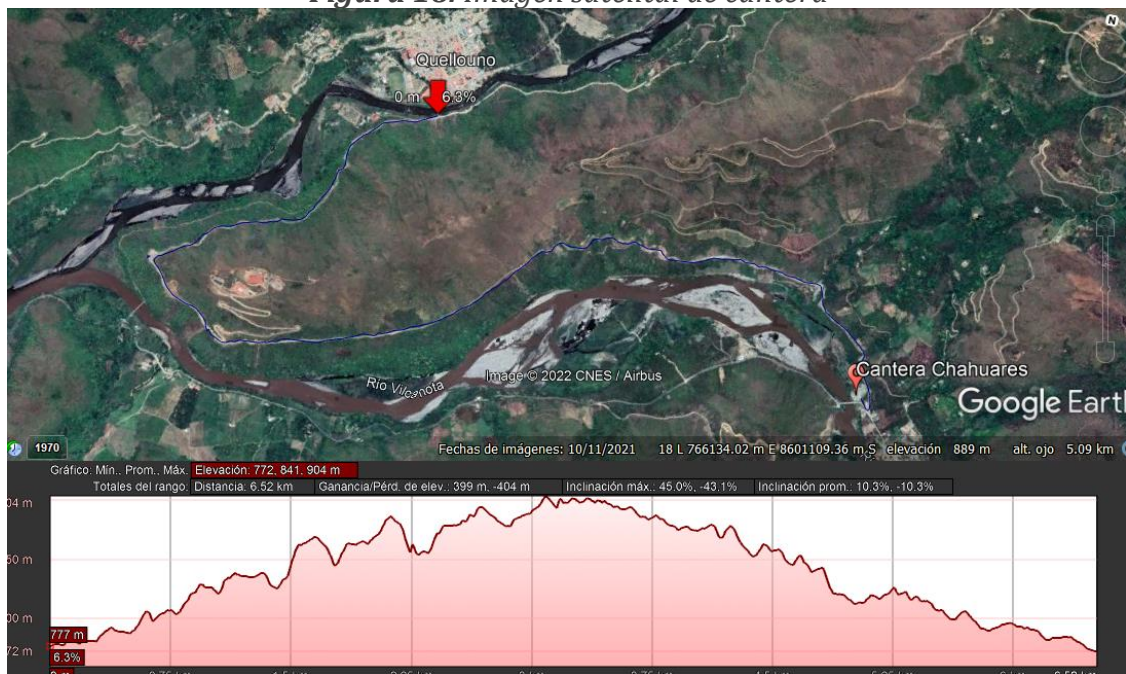 Quellouno
0 m 6.3%
N
Río Vilcanota
Image © 2022 CNES / Airbus
Cantera Chahuares
Google Earth
1970
Fechas de imágenes: 10/11/2021 18 L 766134.02 m E 8601109.36 m S elevación 889 m alt. ojo 5.09 km
Gráfico: Mín., Prom., Máx. Elevación: 772, 841, 904 m
Totales del rango: Distancia: 6.52 km Ganancia/Pérd. de elev.: 399 m, -404 m Inclinación máx.: 45.0%, -43.1% Inclinación prom.: 10.3%, -10.3%
777 m
6.3%